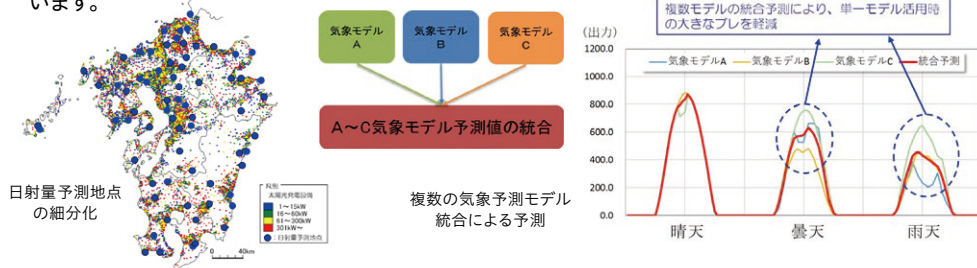 います。
日射量予測地点
の細分化
凡例
太陽光発電設備
1～15kW
16～60kW
61～300kW
301kW～
：日射量予測地点
0 40km
気象モデル
A
気象モデル
B
気象モデル
C
A～C気象モデル予測値の統合
複数の気象予測モデル
統合による予測
複数モデルの統合予測により、単一モデル活用時
の大きなブレを軽減
(出力)
1200.0
1000.0
800.0
600.0
400.0
200.0
0.0
気象モデルA 気象モデルB 気象モデルC 統合予測
晴天 曇天 雨天